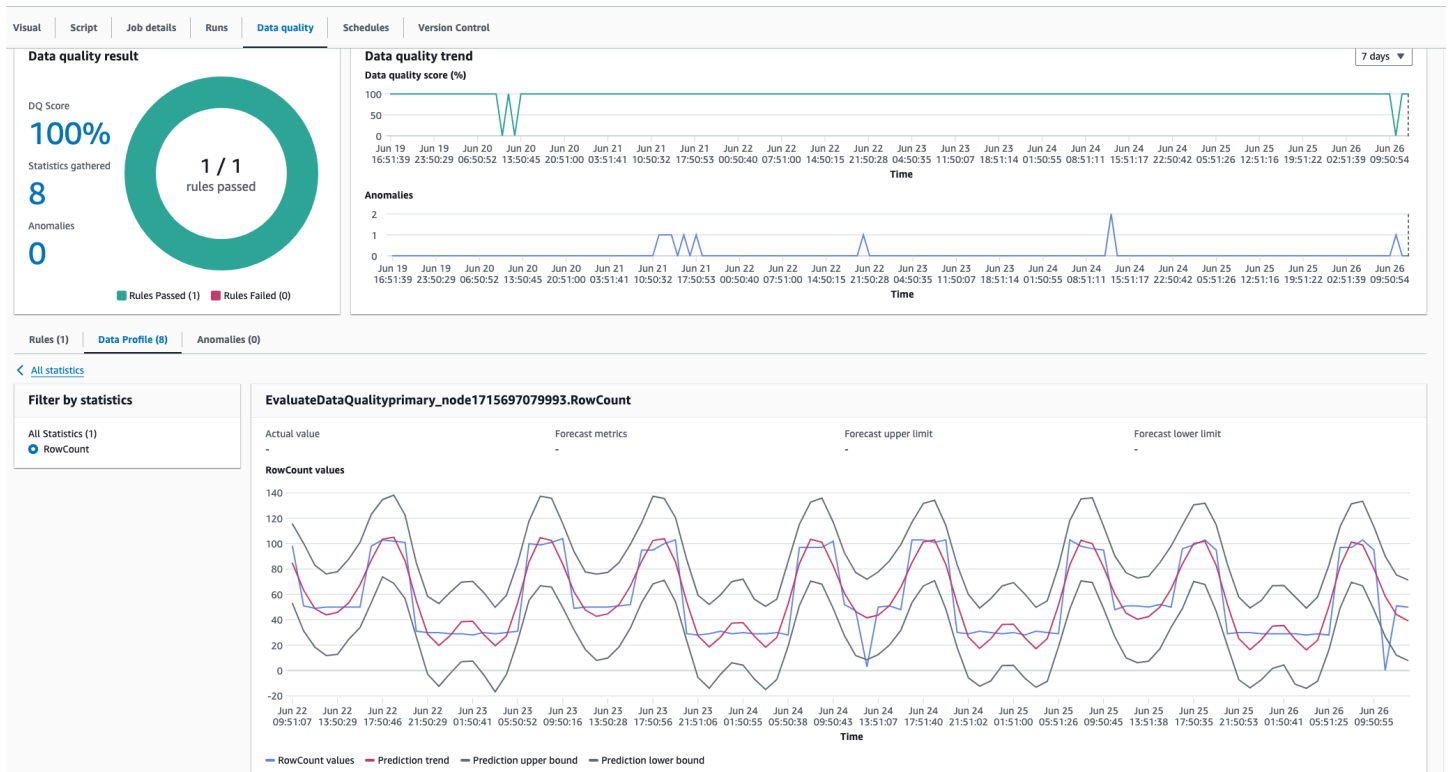 Visual Script Job details Runs Data quality Schedules Version Control
Data quality result
DQ Score
100%
Statistics gathered
8
Anomalies
0
1 / 1
rules passed
Rules Passed (1) Rules Failed (0)
Data quality trend
7 days
Data quality score (%)
100
50
0
Jun 19 Jun 19 Jun 20 Jun 20 Jun 20 Jun 21 Jun 21 Jun 21 Jun 22 Jun 22 Jun 22 Jun 22 Jun 23 Jun 23 Jun 23 Jun 24 Jun 24 Jun 24 Jun 24 Jun 25 Jun 25 Jun 25 Jun 26 Jun 26
16:51:39 23:50:29 06:50:52 13:50:45 20:51:00 03:51:41 10:50:32 17:50:53 00:50:40 07:51:00 14:50:15 21:50:28 04:50:35 11:50:07 18:51:14 01:50:55 08:51:11 15:51:17 22:50:42 05:51:26 12:51:16 19:51:22 02:51:39 09:50:54
Time
Anomalies
2
1
0
Jun 19 Jun 19 Jun 20 Jun 20 Jun 20 Jun 21 Jun 21 Jun 21 Jun 22 Jun 22 Jun 22 Jun 22 Jun 23 Jun 23 Jun 23 Jun 24 Jun 24 Jun 24 Jun 24 Jun 25 Jun 25 Jun 25 Jun 26 Jun 26
16:51:39 23:50:29 06:50:52 13:50:45 20:51:00 03:51:41 10:50:32 17:50:53 00:50:40 07:51:00 14:50:15 21:50:28 04:50:35 11:50:07 18:51:14 01:50:55 08:51:11 15:51:17 22:50:42 05:51:26 12:51:16 19:51:22 02:51:39 09:50:54
Time
Rules (1) Data Profile (8) Anomalies (0)
All statistics
Filter by statistics
All Statistics (1)
RowCount
EvaluateDataQualityprimary_node1715697079993.RowCount
Actual value Forecast metrics Forecast upper limit Forecast lower limit
- - - -
RowCount values
140
120
100
80
60
40
20
0
-20
Jun 22 Jun 22 Jun 22 Jun 22 Jun 23 Jun 23 Jun 23 Jun 23 Jun 23 Jun 23 Jun 24 Jun 24 Jun 24 Jun 24 Jun 24 Jun 24 Jun 25 Jun 25 Jun 25 Jun 25 Jun 25 Jun 25 Jun 26 Jun 26 Jun 26
09:51:07 13:50:29 17:50:46 21:50:29 01:50:41 05:50:52 09:50:16 13:50:28 17:50:56 21:51:06 01:50:55 05:50:38 09:50:43 13:51:07 17:51:40 21:51:02 01:51:00 05:51:26 09:50:45 13:51:38 17:50:35 21:50:53 01:50:41 05:51:25 09:50:55
Time
RowCount values Prediction trend Prediction upper bound Prediction lower bound